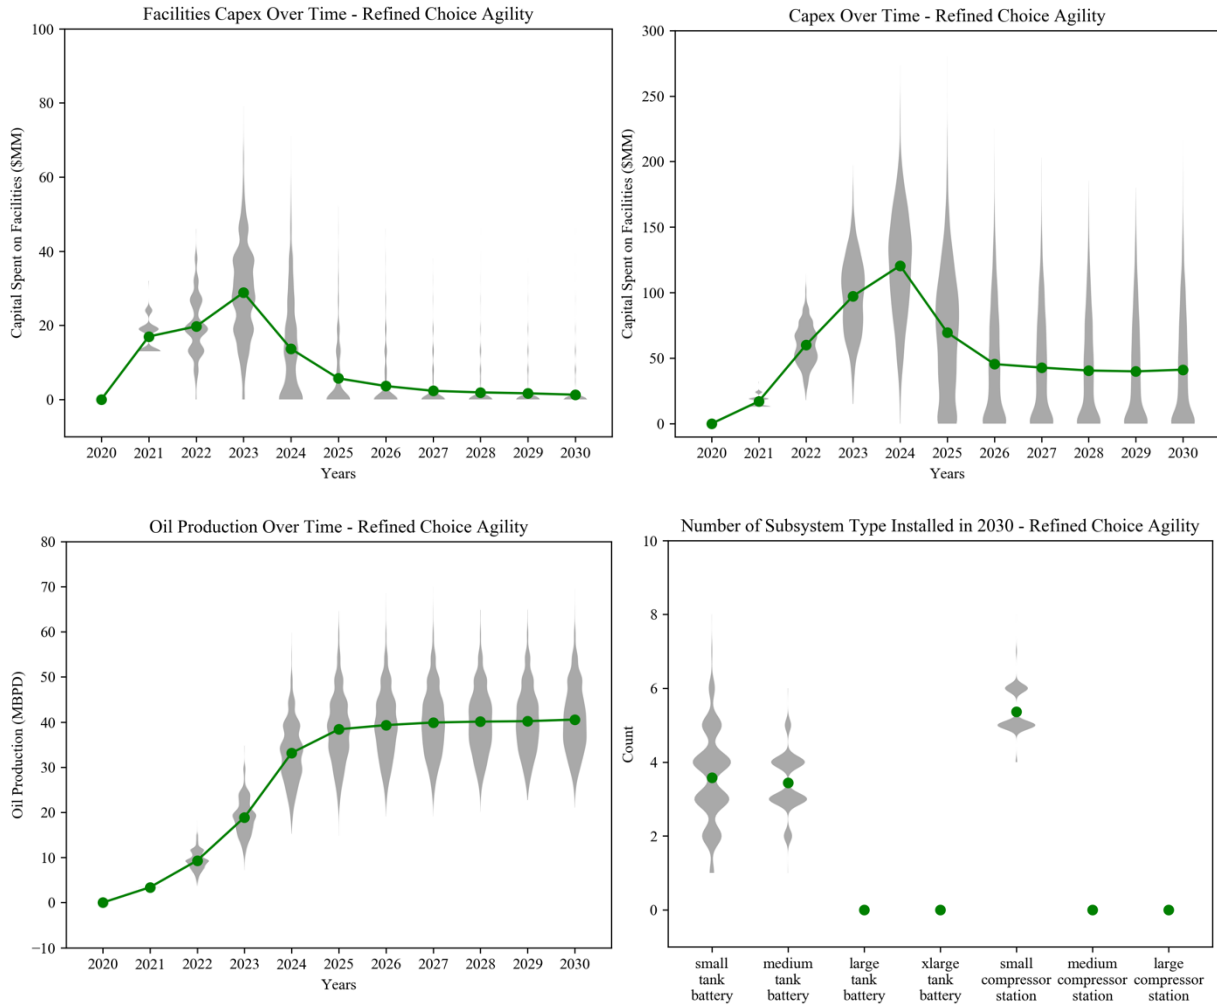 Facilities Capex Over Time - Refined Choice Agility
100
80
60
40
20
0
Capital Spent on Facilities ($MM)
2020 2021 2022 2023 2024 2025 2026 2027 2028 2029 2030
Years
Capex Over Time - Refined Choice Agility
300
250
200
150
100
50
0
Capital Spent on Facilities ($MM)
2020 2021 2022 2023 2024 2025 2026 2027 2028 2029 2030
Years
Oil Production Over Time - Refined Choice Agility
80
70
60
50
40
30
20
10
0
−10
Oil Production (MBPD)
2020 2021 2022 2023 2024 2025 2026 2027 2028 2029 2030
Years
Number of Subsystem Type Installed in 2030 - Refined Choice Agility
10
8
6
4
2
0
Count
small
tank
battery
medium
tank
battery
large
tank
battery
xlarge
tank
battery
small
compressor
station
medium
compressor
station
large
compressor
station